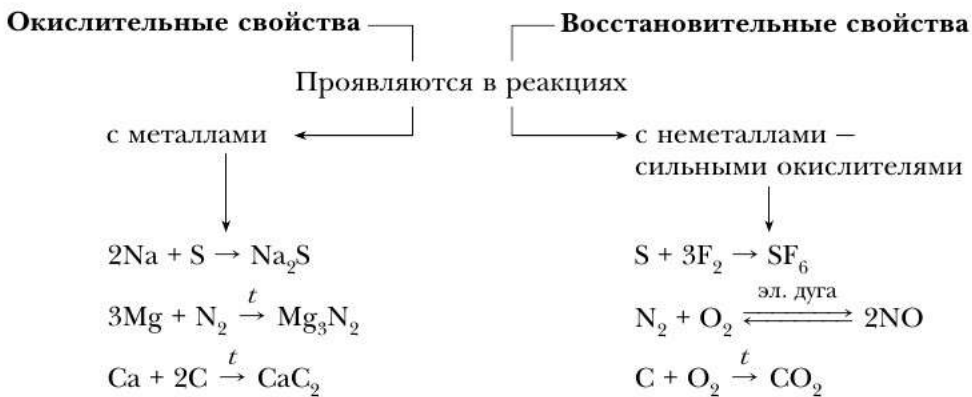 Окислительные свойства
Восстановительные свойства
Проявляются в реакциях
с металлами
с неметаллами –
сильными окислителями
2Na + S → Na₂S
S + 3F₂ → SF₆
t
эл. дуга
3Mg + N₂ → Mg₃N₂
N₂ + O₂ ⇄ 2NO
t
t
Ca + 2C → CaC₂
C + O₂ → CO₂